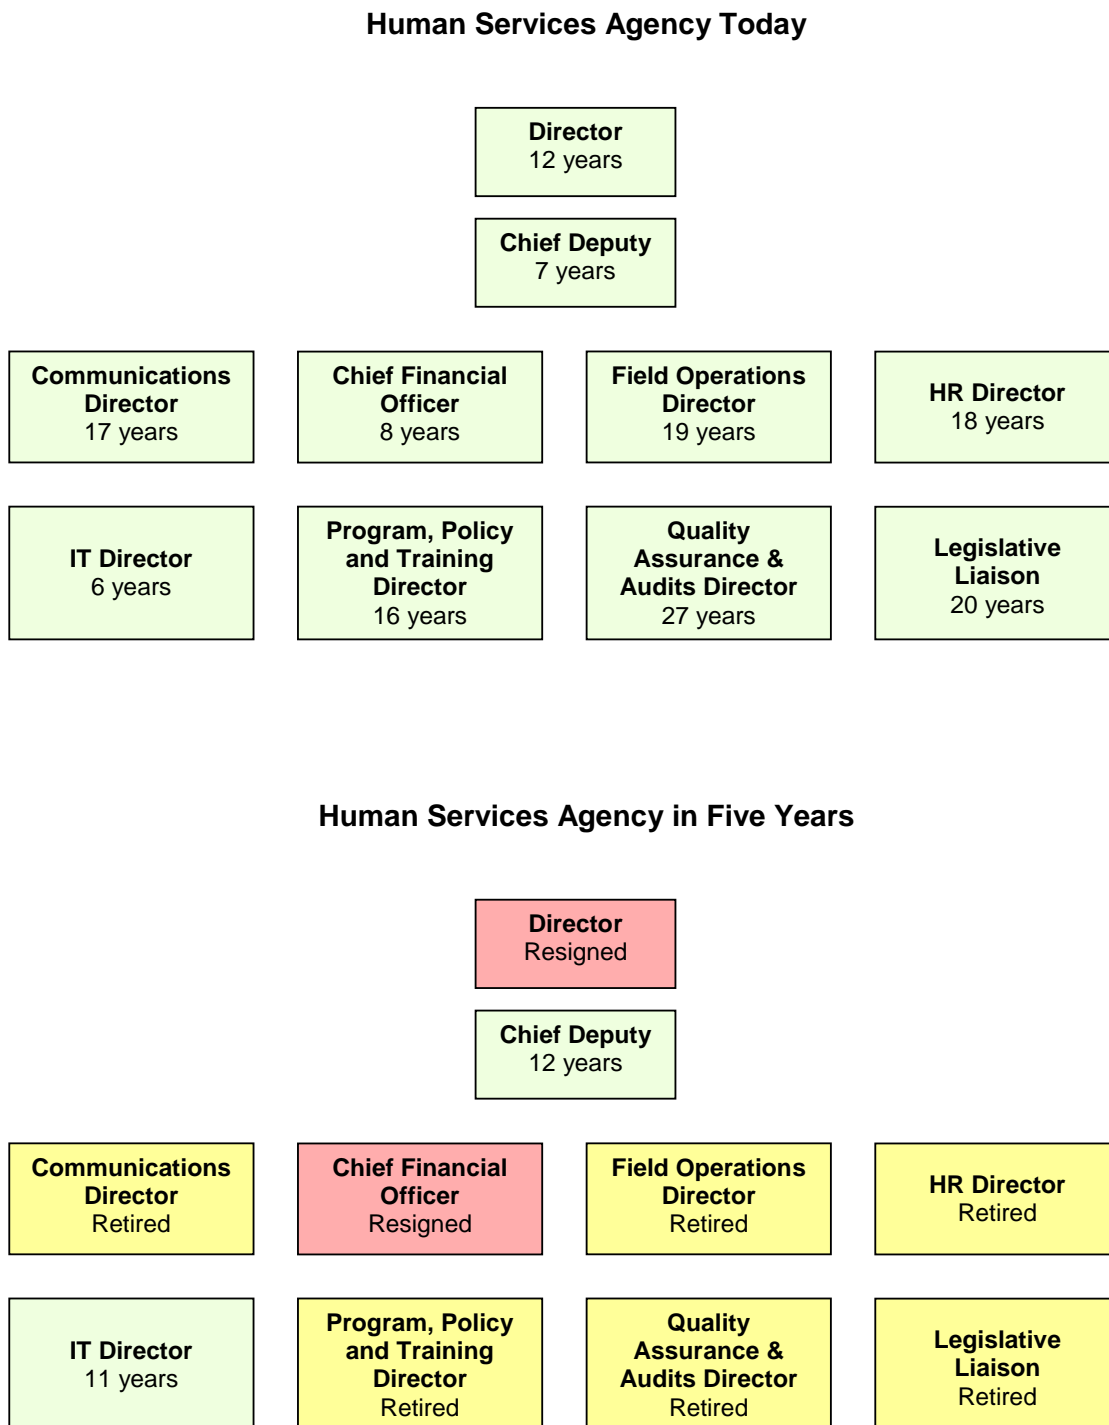 Human Services Agency Today
Director
12 years
Chief Deputy
7 years
Communications
Director
17 years
Chief Financial
Officer
8 years
Field Operations
Director
19 years
HR Director
18 years
IT Director
6 years
Program, Policy
and Training
Director
16 years
Quality
Assurance &
Audits Director
27 years
Legislative
Liaison
20 years
Human Services Agency in Five Years
Director
Resigned
Chief Deputy
12 years
Communications
Director
Retired
Chief Financial
Officer
Resigned
Field Operations
Director
Retired
HR Director
Retired
IT Director
11 years
Program, Policy
and Training
Director
Retired
Quality
Assurance &
Audits Director
Retired
Legislative
Liaison
Retired